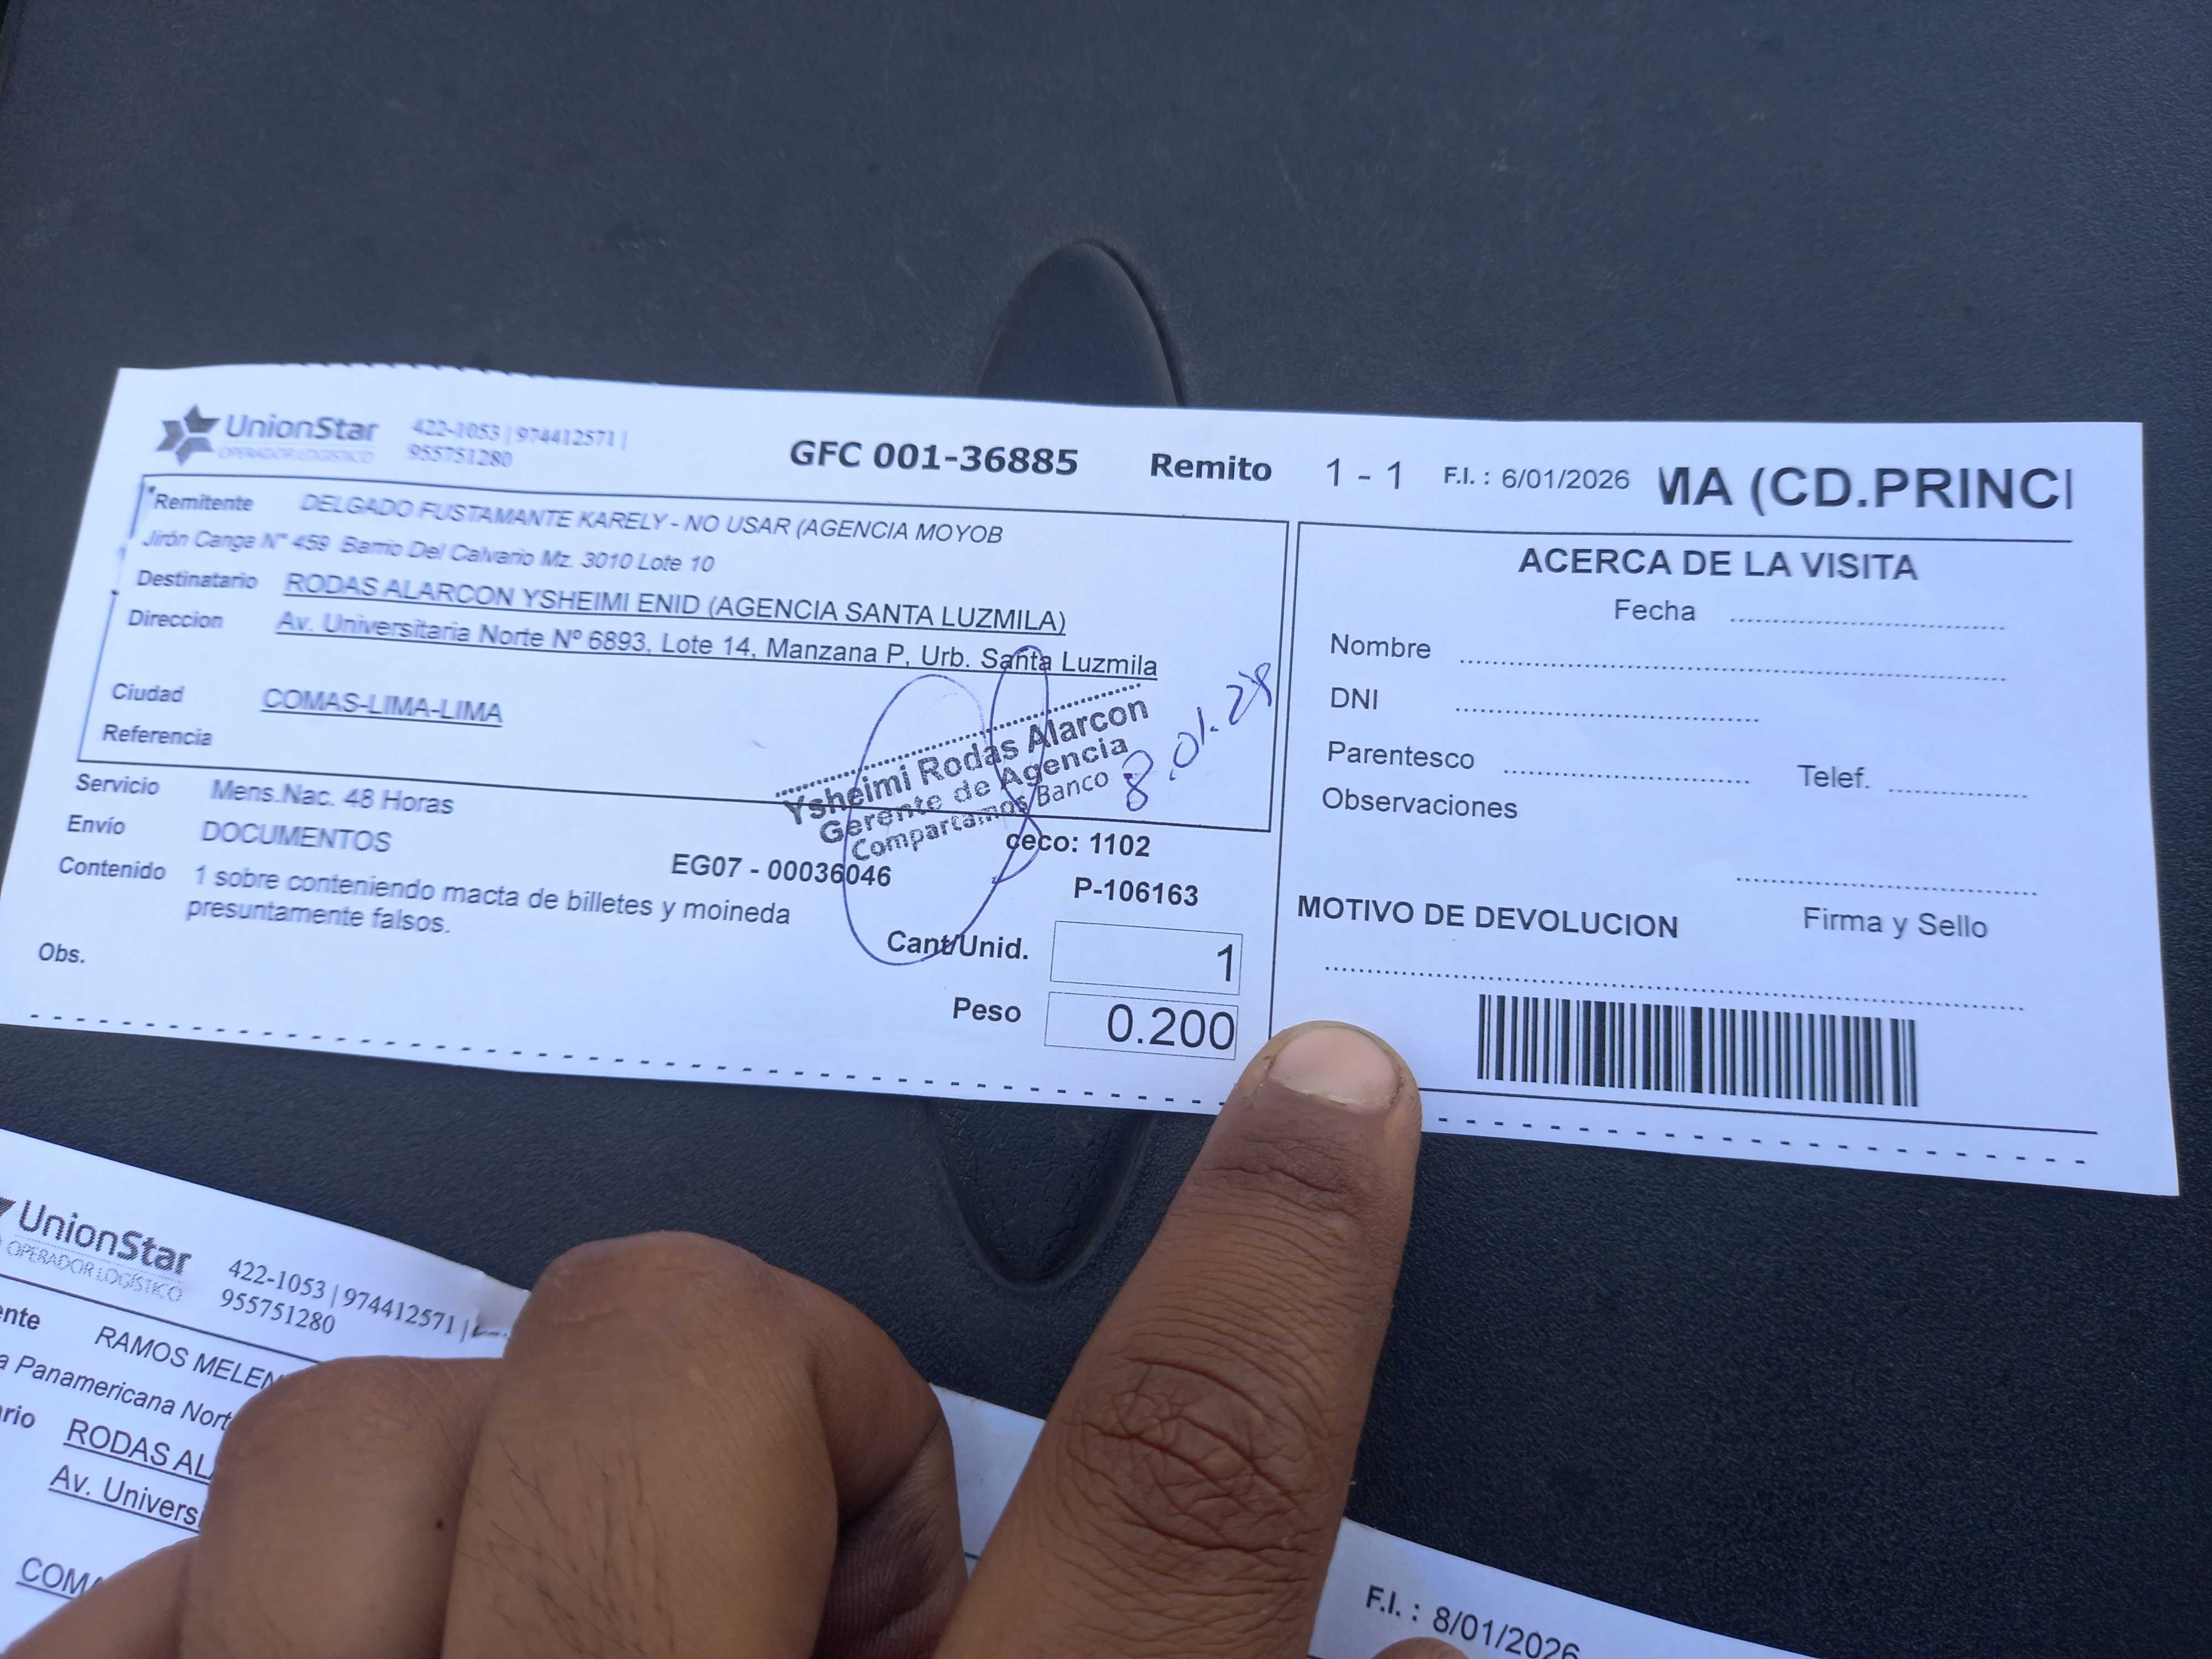 UnionStar
OPERADOR LOGÍSTICO
422-1053 | 974412571 |
955751280
GFC 001-36885 Remito 1 - 1 F.I. : 6/01/2026 MA (CD.PRINCI
Remitente DELGADO FUSTAMANTE KARELY - NO USAR (AGENCIA MOYOB
Jirón Canga N° 459 Barrio Del Calvario Mz. 3010 Lote 10
Destinatario RODAS ALARCON YSHEIMI ENID (AGENCIA SANTA LUZMILA)
Direccion Av. Universitaria Norte Nº 6893, Lote 14, Manzana P, Urb. Santa Luzmila
Ciudad COMAS-LIMA-LIMA
Referencia
Ysheimi Rodas Alarcon
Gerente de Agencia
Compartamos Banco
Servicio Mens.Nac. 48 Horas
Envío DOCUMENTOS
ceco: 1102
EG07 - 00036046
P-106163
Contenido 1 sobre conteniendo macta de billetes y moineda
presuntamente falsos.
Cant/Unid. 1
Obs.
Peso 0.200
ACERCA DE LA VISITA
Fecha
Nombre
DNI
Parentesco Telef.
Observaciones
MOTIVO DE DEVOLUCION Firma y Sello
UnionStar
OPERADOR LOGÍSTICO
422-1053 | 974412571 |
955751280
ente RAMOS MELEN
a Panamericana Nort
rio RODAS AL
Av. Univers
COMA
F.I. : 8/01/2026